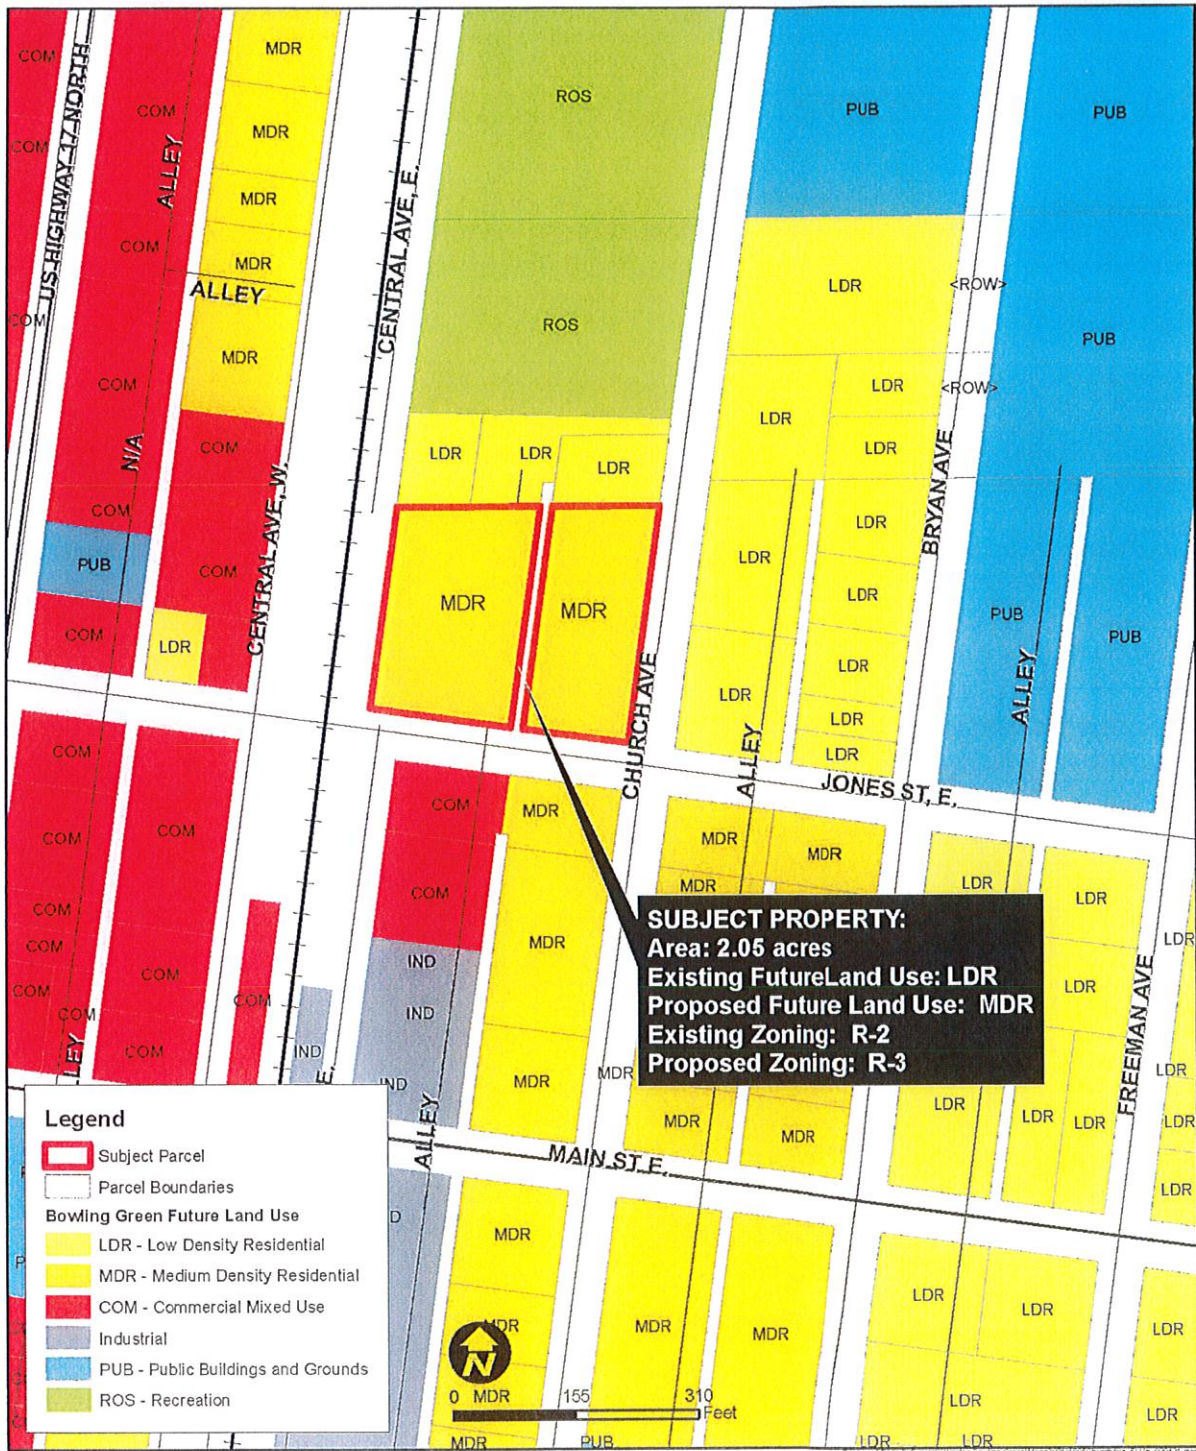 COM
COM
MDR
ROS
PUB
PUB
US HIGHWAY 17 NORTH
ALLEY
COM
MDR
MDR
CENTRAL AVE, E.
COM
MDR
ALLEY
LDR
<ROW>
COM
ROS
PUB
MDR
COM
LDR
<ROW>
LDR
N/A
COM
LDR
LDR
LDR
LDR
BRYAN AVE
CENTRAL AVE, W.
COM
LDR
PUB
COM
LDR
MDR
MDR
LDR
PUB
PUB
COM
LDR
CHURCH AVE
LDR
LDR
LDR
ALLEY
ALLEY
JONES ST, E.
COM
COM
MDR
COM
COM
MDR
MDR
MDR
LDR
LDR
COM
COM
MDR
SUBJECT PROPERTY:
Area: 2.05 acres
Existing FutureLand Use: LDR
Proposed Future Land Use: MDR
Existing Zoning: R-2
Proposed Zoning: R-3
COM
IND
LDR
LDR
FREEMAN AVE
COM
COM
COM
IND
COM
COM
IND
IND
MDR
MDR
LDR
LDR
LDR
LDR
LDR
LDR
MDR
MDR
ALLEY
MAIN ST E.
Legend
Subject Parcel
Parcel Boundaries
Bowling Green Future Land Use
LDR - Low Density Residential
MDR - Medium Density Residential
COM - Commercial Mixed Use
Industrial
PUB - Public Buildings and Grounds
ROS - Recreation
MDR
MDR
MDR
MDR
LDR
LDR
LDR
LDR
LDR
N
0 MDR 155 310
Feet
MDR
PUB
LDR
LDR